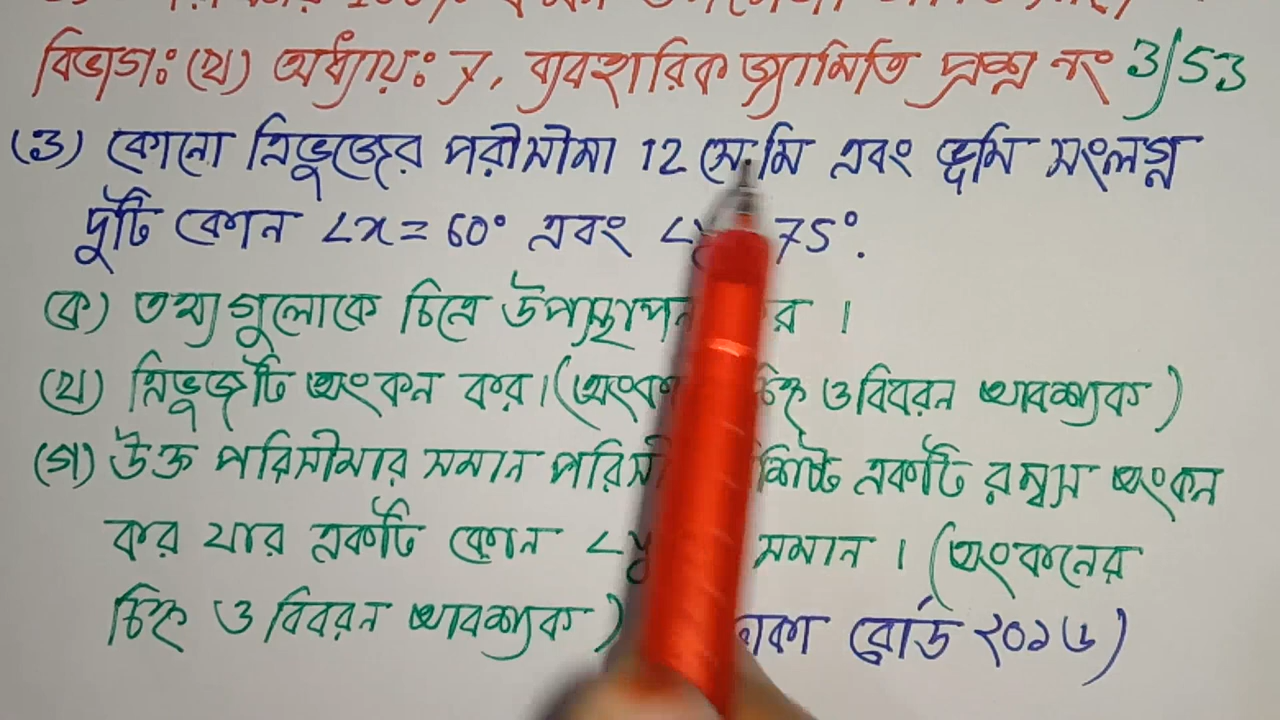 বিভাগঃ (খ) অধ্যায়ঃ ৭, ব্যবহারিক জ্যামিতি প্রশ্ন নং 3/53
(৩) কোনো ত্রিভুজের পরীসীমা 12 সে.মি এবং ভূমি সংলগ্ন
দুটি কোন ∠x = 60° এবং ∠ 75°.
(ক) তথ্যগুলোকে চিত্রে উপস্থাপন র ।
(খ) ত্রিভুজটি অংকন কর। (অংক চিহ্ন ও বিবরন আবশ্যক)
(গ) উক্ত পরিসীমার সমান পরিসী শিষ্ট একটি রম্বস অংকন
কর যার একটি কোন ∠y সমান । (অংকনের
চিহ্ন ও বিবরন আবশ্যক) াকা বোর্ড ২০১৬)